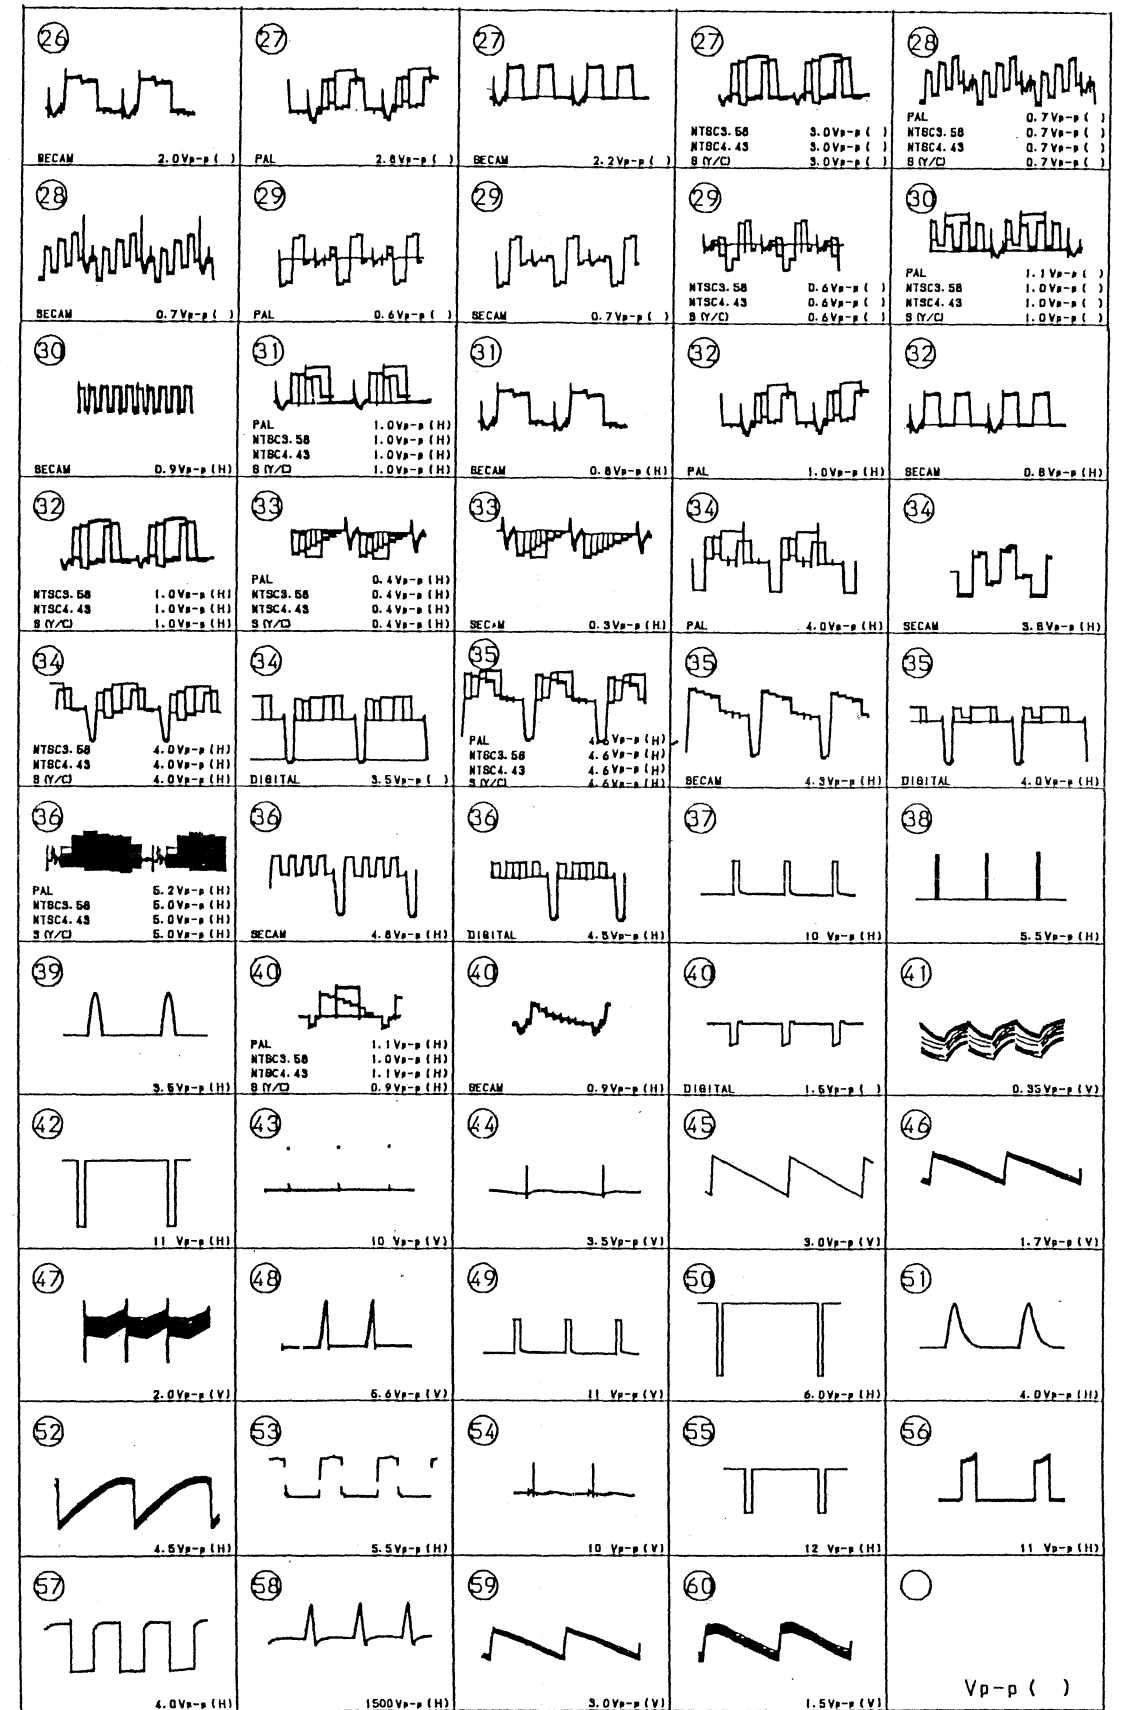 26
SECAM 2.0Vp-p ( )
27
PAL 2.8Vp-p ( )
27
SECAM 2.2Vp-p ( )
27
NTSC3.58 3.0Vp-p ( )
NTSC4.43 3.0Vp-p ( )
S (Y/C) 3.0Vp-p ( )
28
PAL 0.7Vp-p ( )
NTSC3.58 0.7Vp-p ( )
NTSC4.43 0.7Vp-p ( )
S (Y/C) 0.7Vp-p ( )
28
SECAM 0.7Vp-p ( )
29
PAL 0.6Vp-p ( )
29
SECAM 0.7Vp-p ( )
29
NTSC3.58 0.6Vp-p ( )
NTSC4.43 0.6Vp-p ( )
S (Y/C) 0.6Vp-p ( )
30
PAL 1.1Vp-p ( )
NTSC3.58 1.0Vp-p ( )
NTSC4.43 1.0Vp-p ( )
S (Y/C) 1.0Vp-p ( )
30
SECAM 0.9Vp-p (H)
31
PAL 1.0Vp-p (H)
NTSC3.58 1.0Vp-p (H)
NTSC4.43 1.0Vp-p (H)
S (Y/C) 1.0Vp-p (H)
31
SECAM 0.8Vp-p (H)
32
PAL 1.0Vp-p (H)
32
SECAM 0.8Vp-p (H)
32
NTSC3.58 1.0Vp-p (H)
NTSC4.43 1.0Vp-p (H)
S (Y/C) 1.0Vp-p (H)
33
PAL 0.4Vp-p (H)
NTSC3.58 0.4Vp-p (H)
NTSC4.43 0.4Vp-p (H)
S (Y/C) 0.4Vp-p (H)
33
SECAM 0.3Vp-p (H)
34
PAL 4.0Vp-p (H)
34
SECAM 3.8Vp-p (H)
34
NTSC3.58 4.0Vp-p (H)
NTSC4.43 4.0Vp-p (H)
S (Y/C) 4.0Vp-p (H)
34
DIGITAL 3.5Vp-p ( )
35
PAL 4.6Vp-p (H)
NTSC3.58 4.6Vp-p (H)
NTSC4.43 4.6Vp-p (H)
S (Y/C) 4.6Vp-p (H)
35
SECAM 4.3Vp-p (H)
35
DIGITAL 4.0Vp-p (H)
36
PAL 5.2Vp-p (H)
NTSC3.58 5.0Vp-p (H)
NTSC4.43 5.0Vp-p (H)
S (Y/C) 5.0Vp-p (H)
36
SECAM 4.8Vp-p (H)
36
DIGITAL 4.5Vp-p (H)
37
10 Vp-p (H)
38
5.5Vp-p (H)
39
3.5Vp-p (H)
40
PAL 1.1Vp-p (H)
NTSC3.58 1.0Vp-p (H)
NTSC4.43 1.1Vp-p (H)
S (Y/C) 0.9Vp-p (H)
40
SECAM 0.9Vp-p (H)
40
DIGITAL 1.5Vp-p ( )
41
0.35Vp-p (V)
42
11 Vp-p (H)
43
10 Vp-p (V)
44
3.5Vp-p (V)
45
3.0Vp-p (V)
46
1.7Vp-p (V)
47
2.0Vp-p (V)
48
5.6Vp-p (V)
49
11 Vp-p (V)
50
6.0Vp-p (H)
51
4.0Vp-p (H)
52
4.5Vp-p (H)
53
5.5Vp-p (H)
54
10 Vp-p (V)
55
12 Vp-p (H)
56
11 Vp-p (H)
57
4.0Vp-p (H)
58
1500Vp-p (H)
59
3.0Vp-p (V)
60
1.5Vp-p (V)
Vp-p ( )